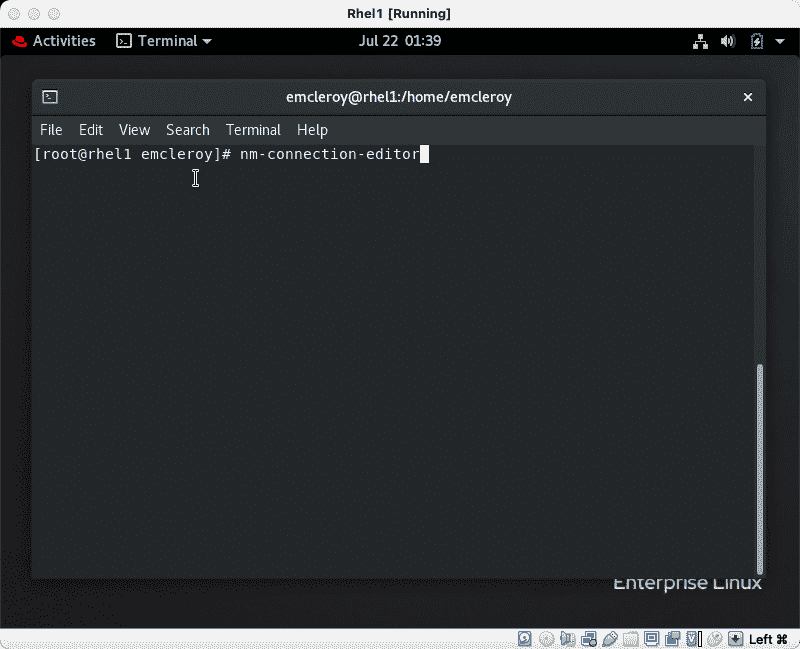 Rhel1 [Running]
Activities Terminal Jul 22 01:39
emcleroy@rhel1:/home/emcleroy
File Edit View Search Terminal Help
[root@rhel1 emcleroy]# nm-connection-editor
Enterprise Linux
Left ⌘